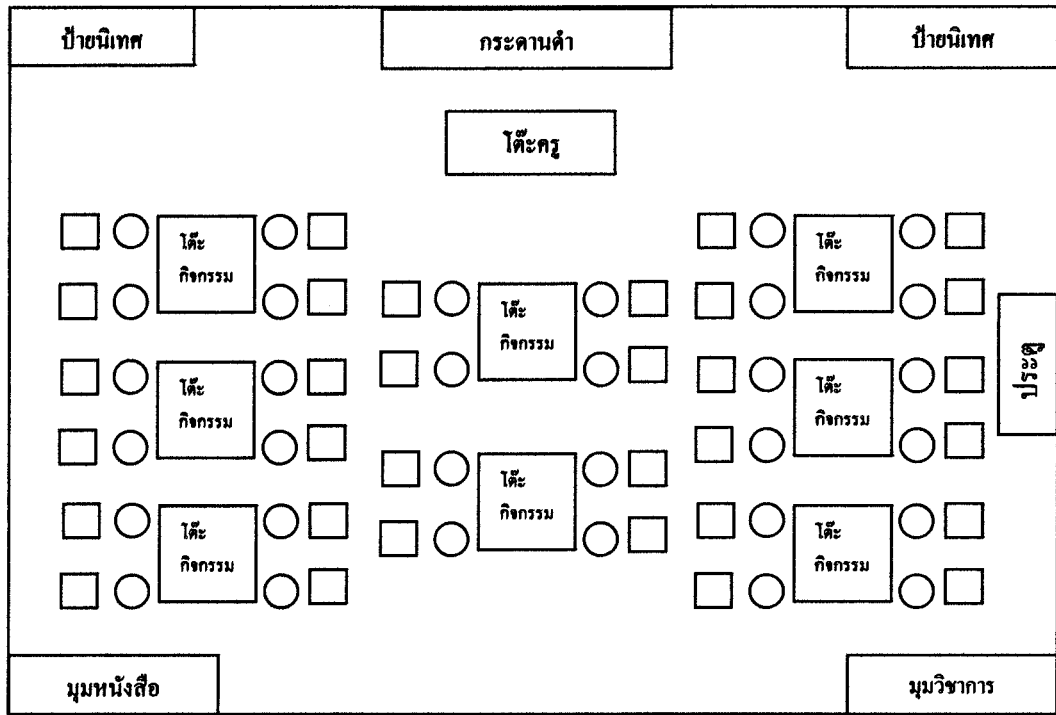 ป้ายนิเทศ
กระดานดำ
ป้ายนิเทศ
โต๊ะครู
โต๊ะ
กิจกรรม
โต๊ะ
กิจกรรม
โต๊ะ
กิจกรรม
โต๊ะ
กิจกรรม
โต๊ะ
กิจกรรม
โต๊ะ
กิจกรรม
โต๊ะ
กิจกรรม
โต๊ะ
กิจกรรม
ประตู
มุมหนังสือ
มุมวิชาการ